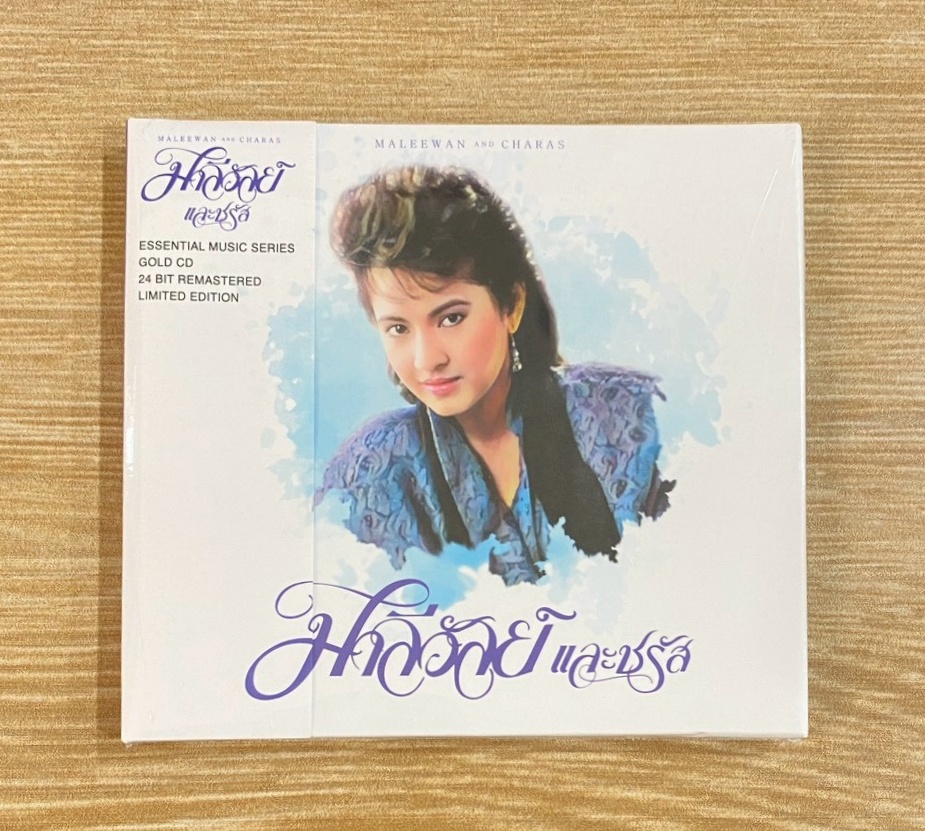 MALEEWAN AND CHARAS
มาลีวัลย์
และชรัส
ESSENTIAL MUSIC SERIES
GOLD CD
24 BIT REMASTERED
LIMITED EDITION
MALEEWAN AND CHARAS
มาลีวัลย์ และชรัส